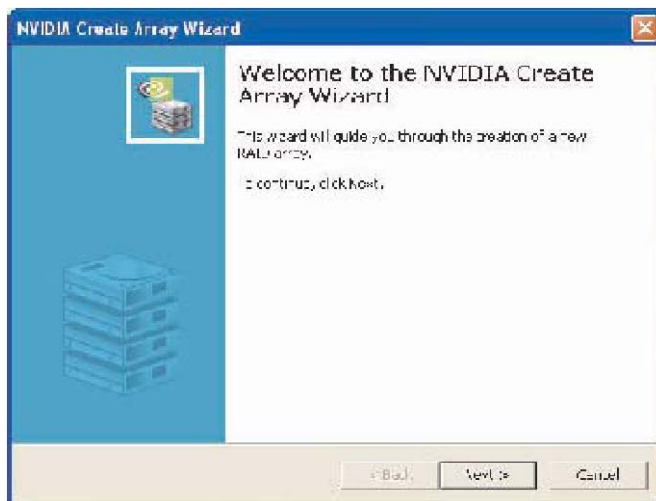 NVIDIA Create Array Wizard
Welcome to the NVIDIA Create
Array Wizard
This wizard will guide you through the creation of a new
RAID array.
To continue, click Next.
< Back
Next >
Cancel